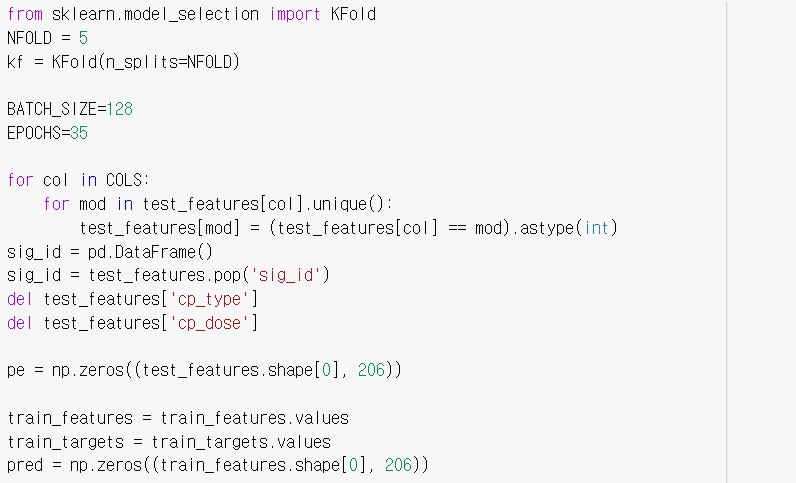 from sklearn.model_selection import KFold
NFOLD = 5
kf = KFold(n_splits=NFOLD)
BATCH_SIZE=128
EPOCHS=35
for col in COLS:
    for mod in test_features[col].unique():
        test_features[mod] = (test_features[col] == mod).astype(int)
sig_id = pd.DataFrame()
sig_id = test_features.pop('sig_id')
del test_features['cp_type']
del test_features['cp_dose']
pe = np.zeros((test_features.shape[0], 206))
train_features = train_features.values
train_targets = train_targets.values
pred = np.zeros((train_features.shape[0], 206))